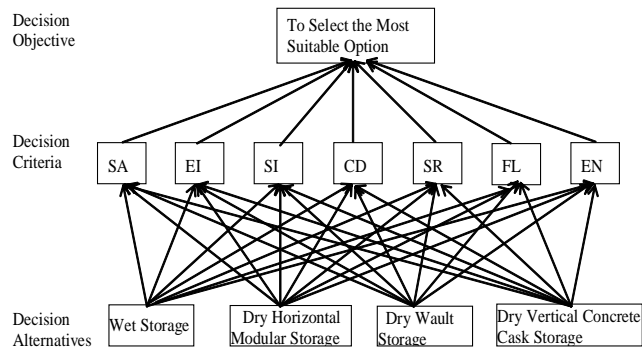 Decision
Objective
To Select the Most
Suitable Option
Decision
Criteria
SA
EI
SI
CD
SR
FL
EN
Decision
Alternatives
Wet Storage
Dry Horizontal
Modular Storage
Dry Wault
Storage
Dry Vertical Concrete
Cask Storage